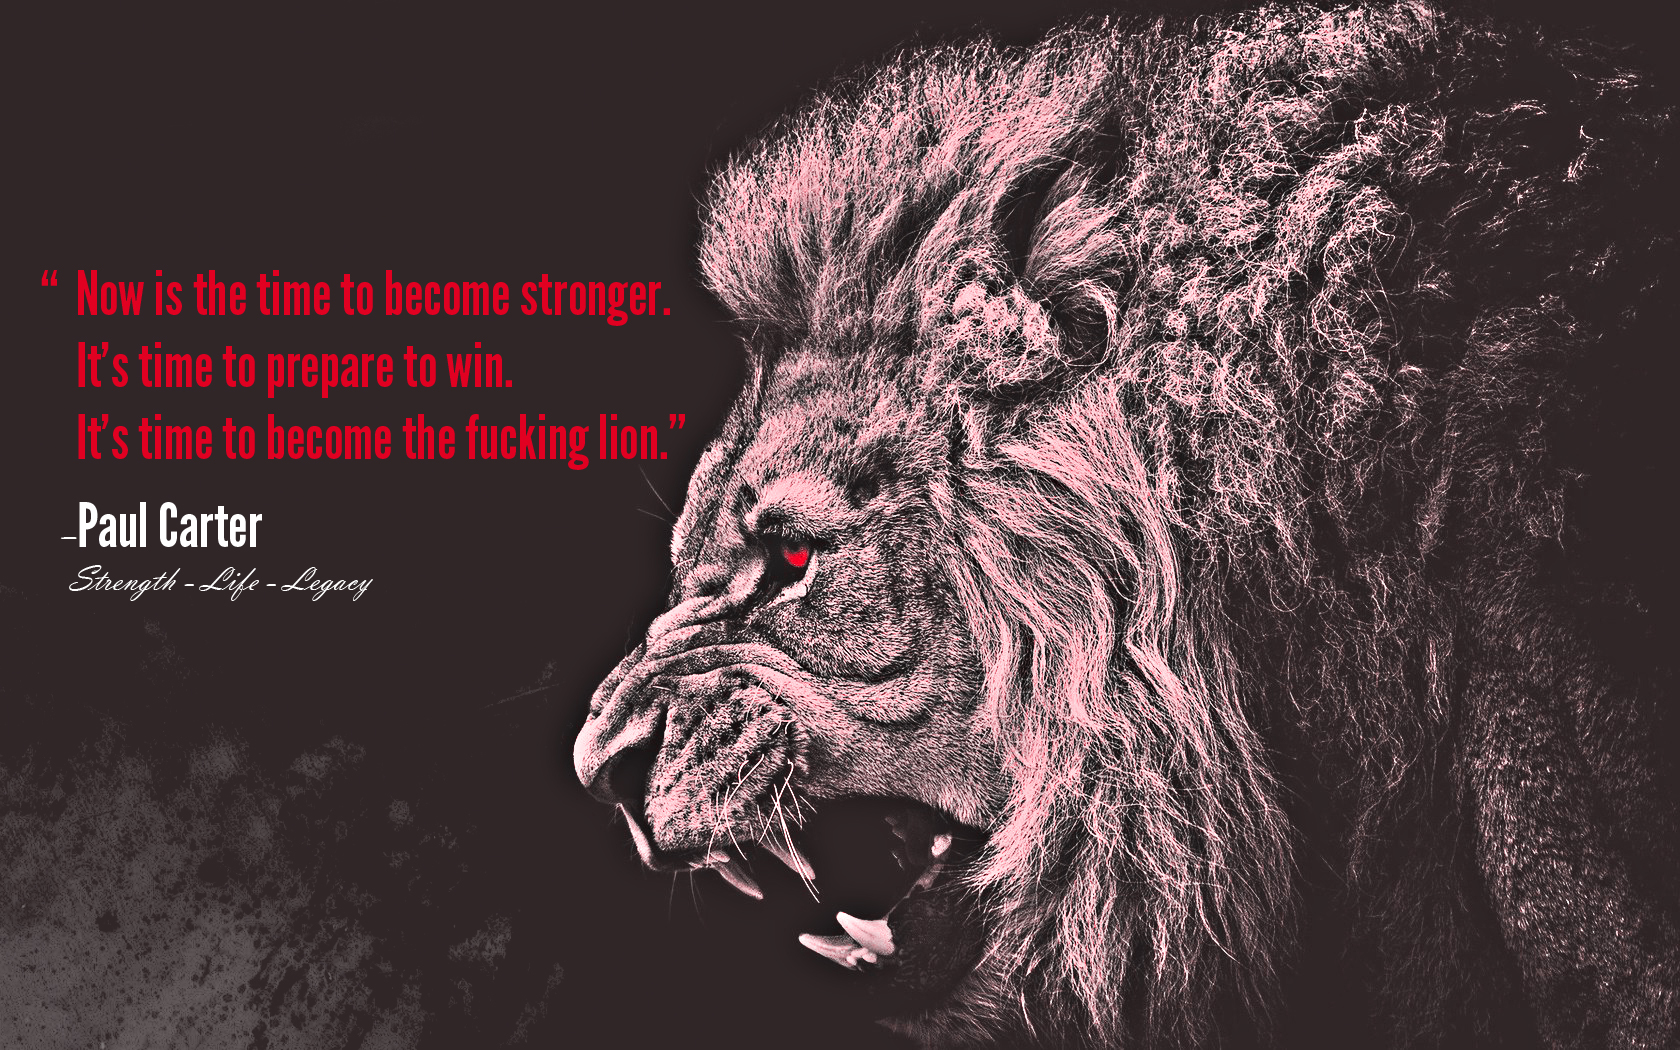 “ Now is the time to become stronger.
It’s time to prepare to win.
It’s time to become the fucking lion.”
–Paul Carter
Strength - Life - Legacy